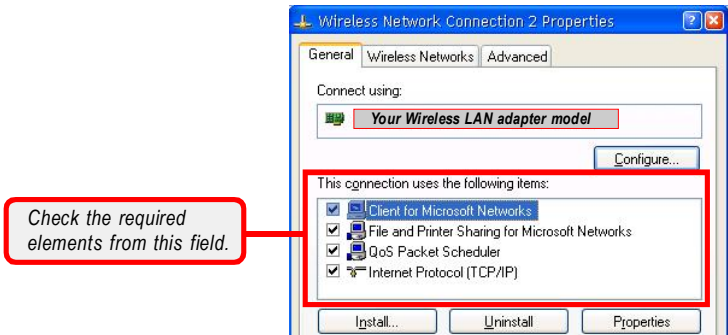 Wireless Network Connection 2 Properties
General Wireless Networks Advanced
Connect using:
Your Wireless LAN adapter model
Configure...
This connection uses the following items:
Client for Microsoft Networks
File and Printer Sharing for Microsoft Networks
QoS Packet Scheduler
Internet Protocol (TCP/IP)
Install... Uninstall Properties
Check the required
elements from this field.